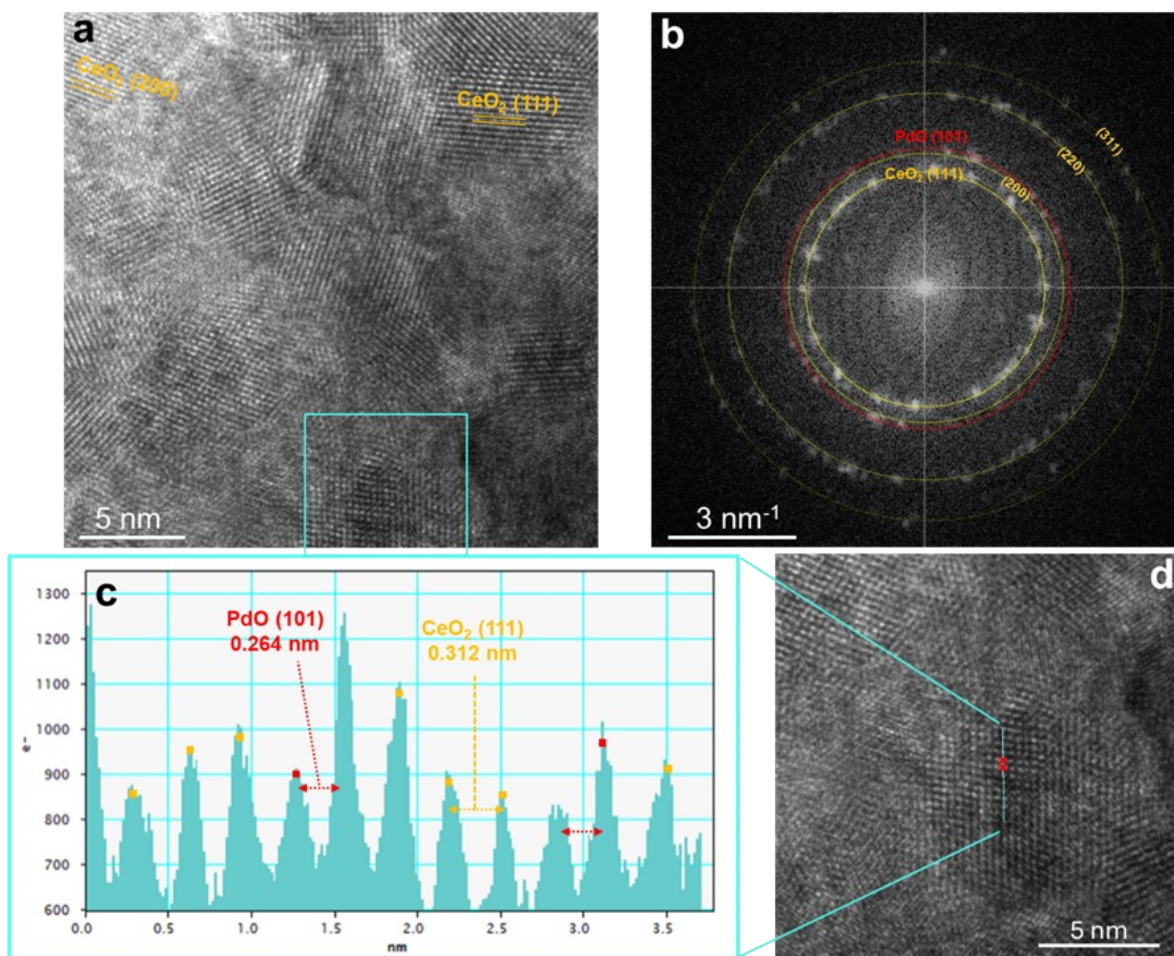 a
CeO₂ (200)
CeO₂ (111)
5 nm
b
PdO (101)
CeO₂ (111)
(200)
(220)
(311)
3 nm⁻¹
c
1300
1200
1100
1000
900
800
700
600
e⁻
PdO (101)
0.264 nm
CeO₂ (111)
0.312 nm
0.0 0.5 1.0 1.5 2.0 2.5 3.0 3.5
nm
d
5 nm